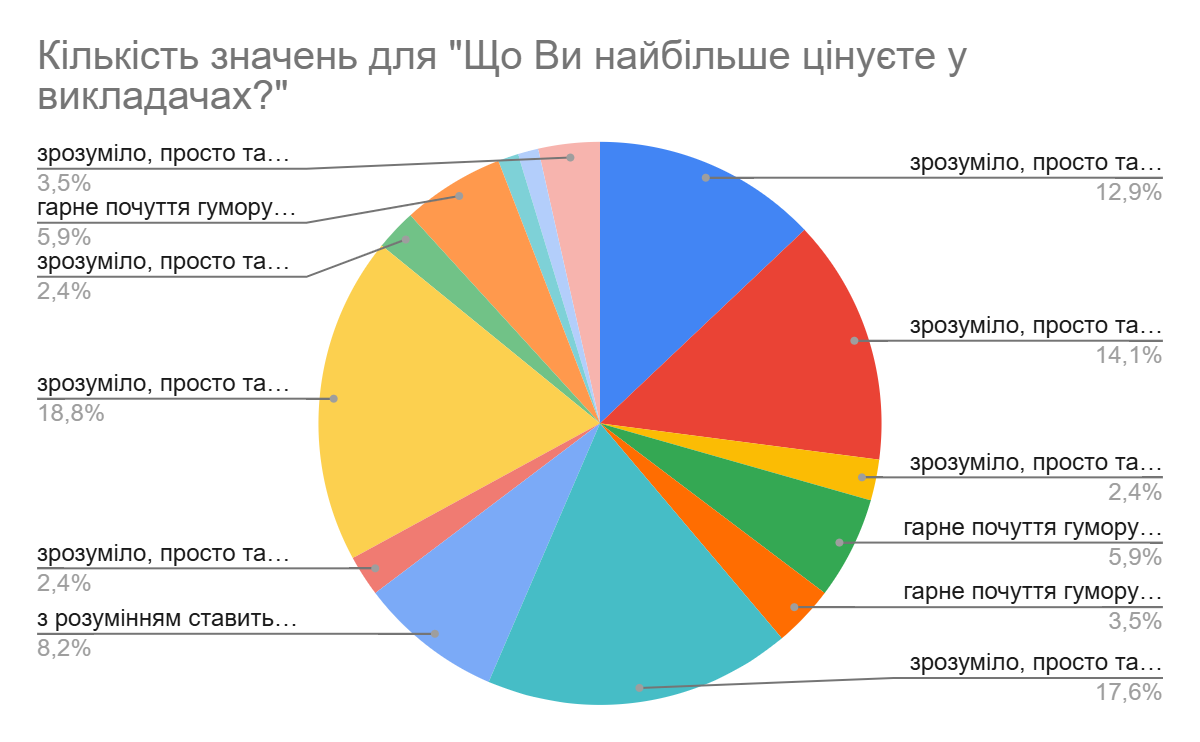 Кількість значень для "Що Ви найбільше цінуєте у
викладачах?"
зрозуміло, просто та…
3,5%
гарне почуття гумору…
5,9%
зрозуміло, просто та…
2,4%
зрозуміло, просто та…
18,8%
зрозуміло, просто та…
2,4%
з розумінням ставить…
8,2%
зрозуміло, просто та…
12,9%
зрозуміло, просто та…
14,1%
зрозуміло, просто та…
2,4%
гарне почуття гумору…
5,9%
гарне почуття гумору…
3,5%
зрозуміло, просто та…
17,6%